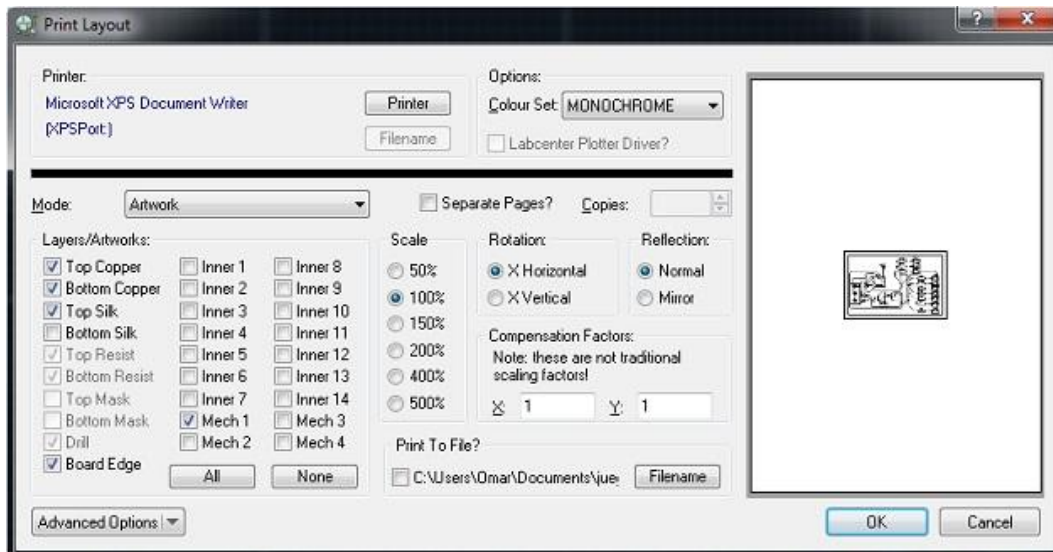 Print Layout
Printer:
Microsoft XPS Document Writer
(XPSPort:)
Printer
Filename
Options:
Colour Set: MONOCHROME
Labcenter Plotter Driver?
Mode: Artwork
Separate Pages? Copies:
Layers/Artworks:
Top Copper Inner 1 Inner 8
Bottom Copper Inner 2 Inner 9
Top Silk Inner 3 Inner 10
Bottom Silk Inner 4 Inner 11
Top Resist Inner 5 Inner 12
Bottom Resist Inner 6 Inner 13
Top Mask Inner 7 Inner 14
Bottom Mask Mech 1 Mech 3
Drill Mech 2 Mech 4
Board Edge
All None
Scale
50%
100%
150%
200%
400%
500%
Rotation:
X Horizontal
X Vertical
Reflection:
Normal
Mirror
Compensation Factors:
Note: these are not traditional
scaling factors!
X: 1 Y: 1
Print To File?
C:\Users\Omar\Documents\jue Filename
Advanced Options
OK Cancel